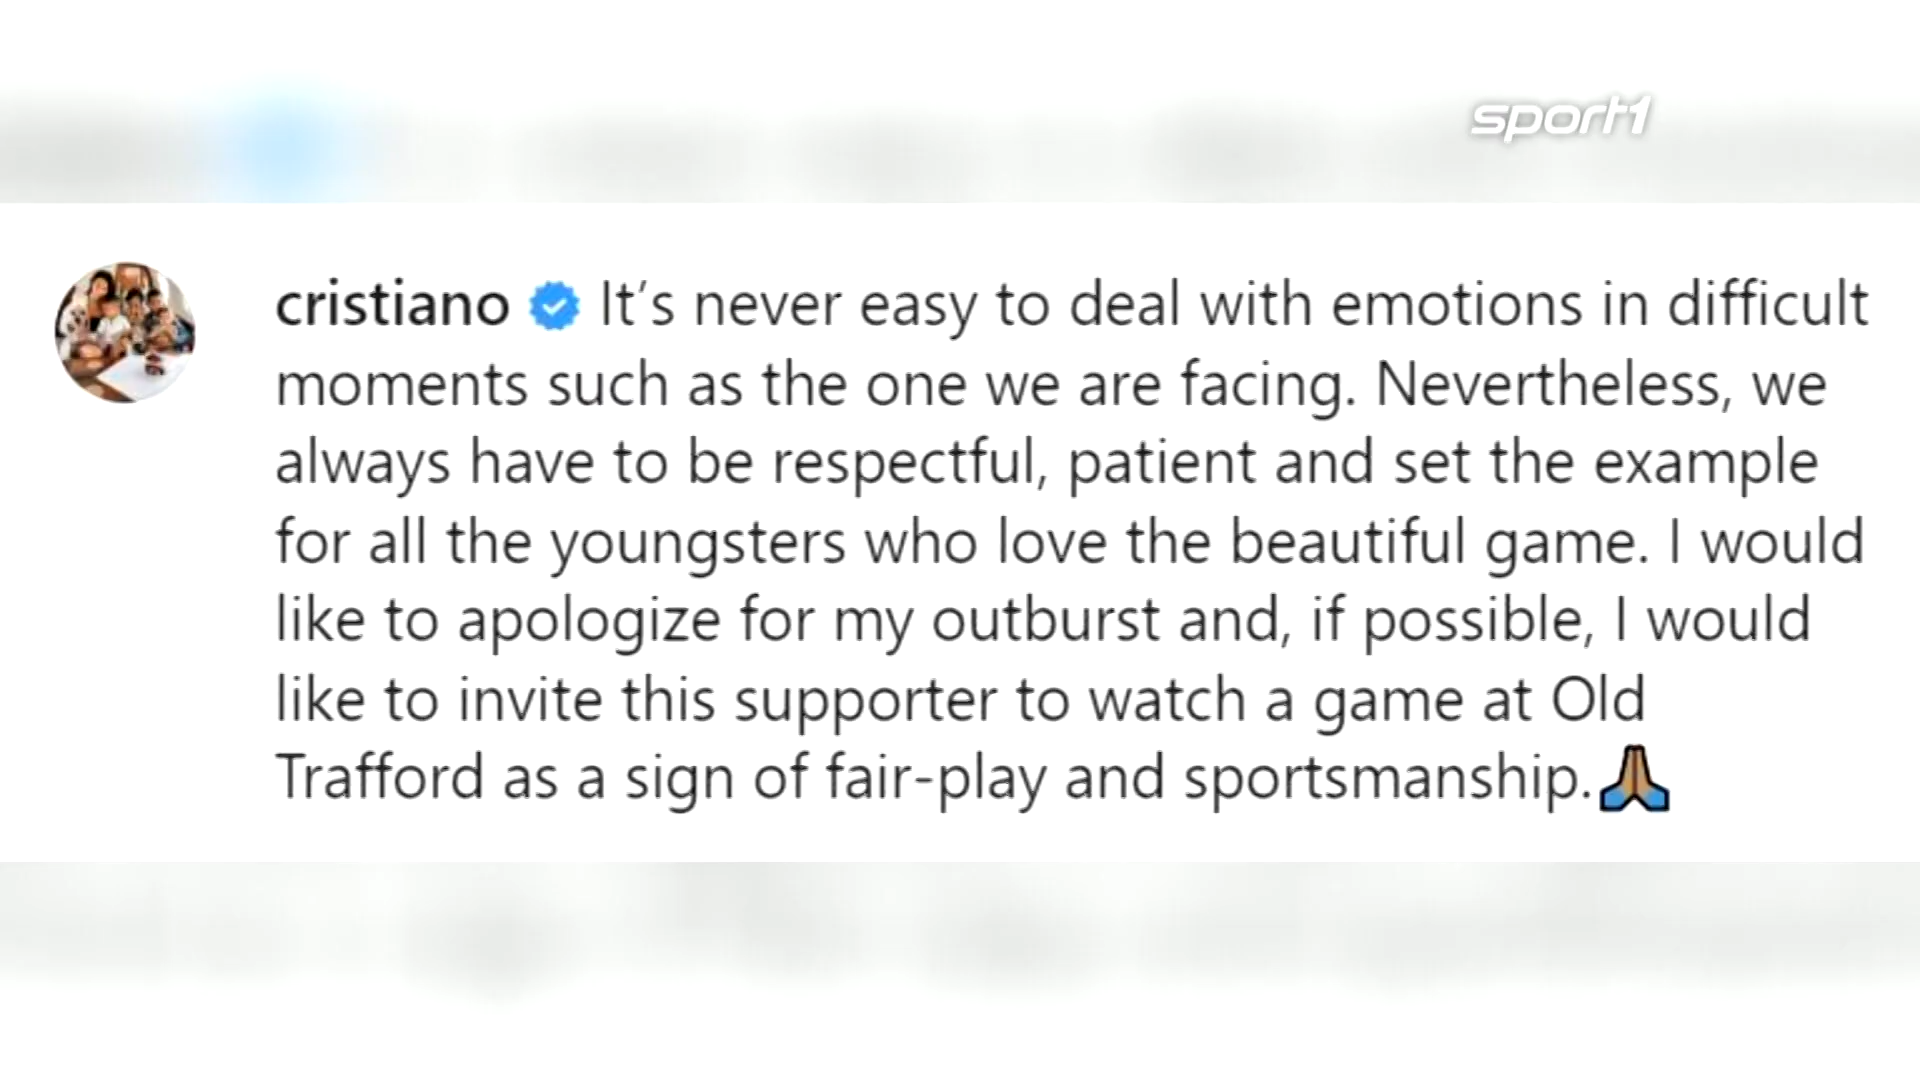 sport1
cristiano It's never easy to deal with emotions in difficult
moments such as the one we are facing. Nevertheless, we
always have to be respectful, patient and set the example
for all the youngsters who love the beautiful game. I would
like to apologize for my outburst and, if possible, I would
like to invite this supporter to watch a game at Old
Trafford as a sign of fair-play and sportsmanship.🙏🏽